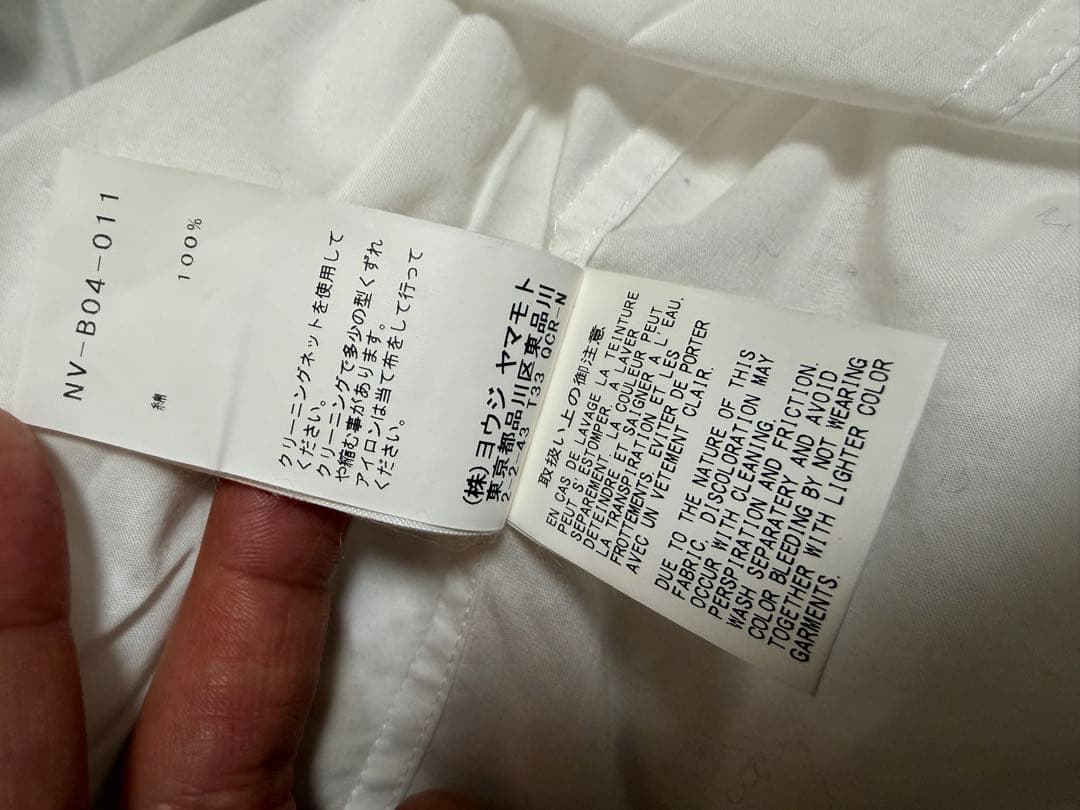 NV-B04-011
綿 100%
クリーニングネットを使用して
ください。
クリーニングで多少の型くずれ
や縮む事があります。
アイロンは当て布をして行って
ください。
(株)ヨウジ ヤマモト
東京都品川区東品川
2-2-43 T33 QCR-N
取扱い上の御注意
EN CAS DE LAVAGE LA TEINTURE
PEUT S'ESTOMPER. LA LAVER
SEPAREMENT. ET SA COULEUR PEUT
DETEINDRE ET SAIGNER A L'EAU,
LA TRANSPIRATION ET LES
FROTTEMENTS. EVITER DE PORTER
AVEC UN VETEMENT CLAIR.
DUE TO THE NATURE OF THIS
FABRIC, DISCOLORATION MAY
OCCUR WITH CLEANING,
PERSPIRATION AND FRICTION.
WASH SEPARATERY AND AVOID
COLOR BLEEDING BY NOT WEARING
TOGETHER WITH LIGHTER COLOR
GARMENTS.